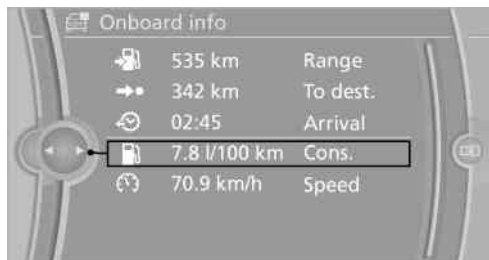 Onboard info
535 km Range
342 km To dest.
02:45 Arrival
7.8 l/100 km Cons.
70.9 km/h Speed